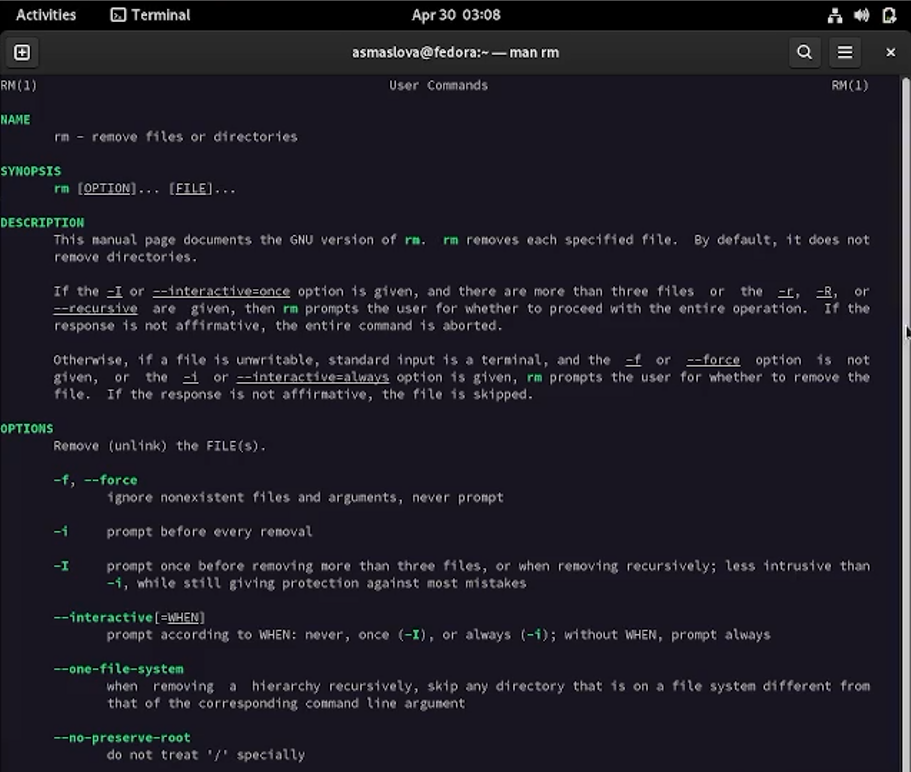 Activities Terminal Apr 30 03:08
asmaslova@fedora:~ — man rm
RM(1) User Commands RM(1)
NAME
rm - remove files or directories
SYNOPSIS
rm [OPTION]... [FILE]...
DESCRIPTION
This manual page documents the GNU version of rm. rm removes each specified file. By default, it does not
remove directories.
If the -I or --interactive=once option is given, and there are more than three files or the -r, -R, or
--recursive are given, then rm prompts the user for whether to proceed with the entire operation. If the
response is not affirmative, the entire command is aborted.
Otherwise, if a file is unwritable, standard input is a terminal, and the -f or --force option is not
given, or the -i or --interactive=always option is given, rm prompts the user for whether to remove the
file. If the response is not affirmative, the file is skipped.
OPTIONS
Remove (unlink) the FILE(s).
-f, --force
ignore nonexistent files and arguments, never prompt
-i prompt before every removal
-I prompt once before removing more than three files, or when removing recursively; less intrusive than
-i, while still giving protection against most mistakes
--interactive[=WHEN]
prompt according to WHEN: never, once (-I), or always (-i); without WHEN, prompt always
--one-file-system
when removing a hierarchy recursively, skip any directory that is on a file system different from
that of the corresponding command line argument
--no-preserve-root
do not treat '/' specially